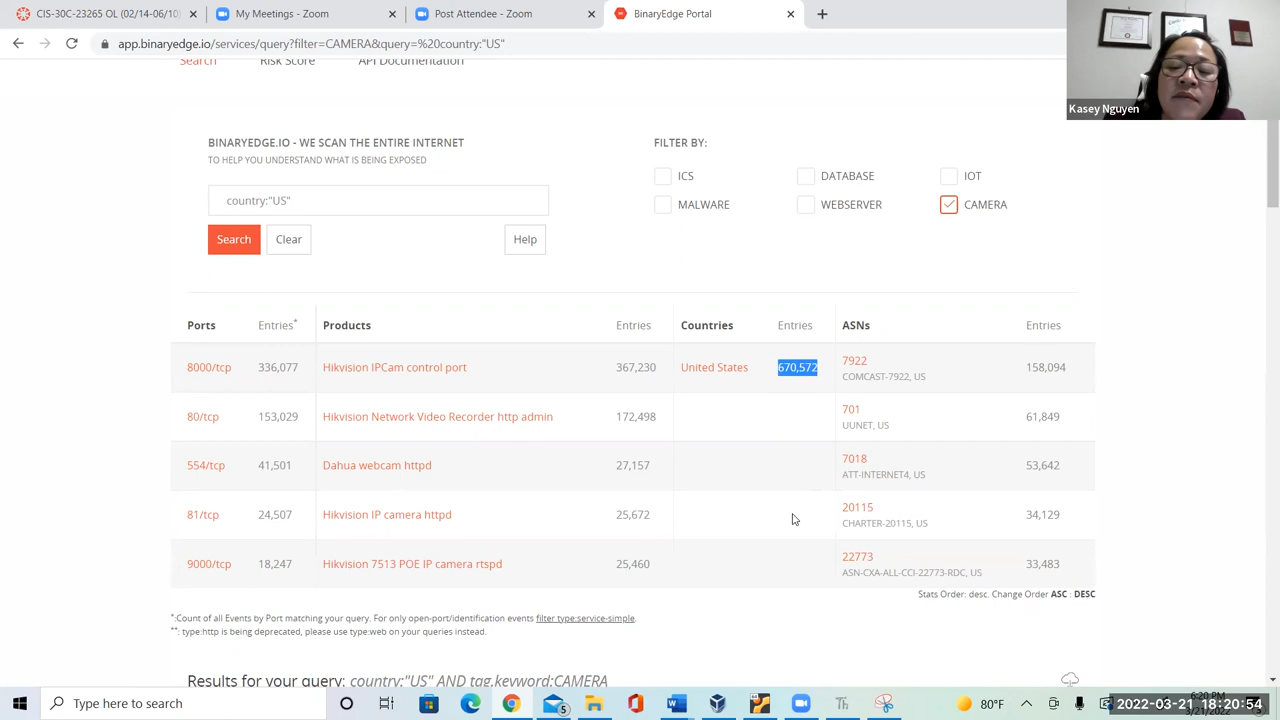 CIS-30C-23265 (02/14-06/10)
My Meetings - Zoom
Post Attendee - Zoom
BinaryEdge Portal
app.binaryedge.io/services/query?filter=CAMERA&query=%20country:"US"
Search
Risk Score
API Documentation
Kasey Nguyen
BINARYEDGE.IO - WE SCAN THE ENTIRE INTERNET
TO HELP YOU UNDERSTAND WHAT IS BEING EXPOSED
FILTER BY:
country:"US"
ICS
DATABASE
IOT
MALWARE
WEBSERVER
CAMERA
Search
Clear
Help
Ports Entries* Products Entries Countries Entries ASNs Entries
8000/tcp 336,077 Hikvision IPCam control port 367,230 United States 670,572 7922 158,094
COMCAST-7922, US
80/tcp 153,029 Hikvision Network Video Recorder http admin 172,498 701 61,849
UUNET, US
554/tcp 41,501 Dahua webcam httpd 27,157 7018 53,642
ATT-INTERNET4, US
81/tcp 24,507 Hikvision IP camera httpd 25,672 20115 34,129
CHARTER-20115, US
9000/tcp 18,247 Hikvision 7513 POE IP camera rtspd 25,460 22773 33,483
ASN-CXA-ALL-CCI-22773-RDC, US
Stats Order: desc. Change Order ASC : DESC
*:Count of all Events by Port matching your query. For only open-port/identification events filter type:service-simple.
**: type:http is being deprecated, please use type:web on your queries instead.
Results for your query: country:"US" AND tag.keyword:CAMERA
Type here to search
5
80°F
6:20 PM
3/21/2022
2022-03-21 18:20:54